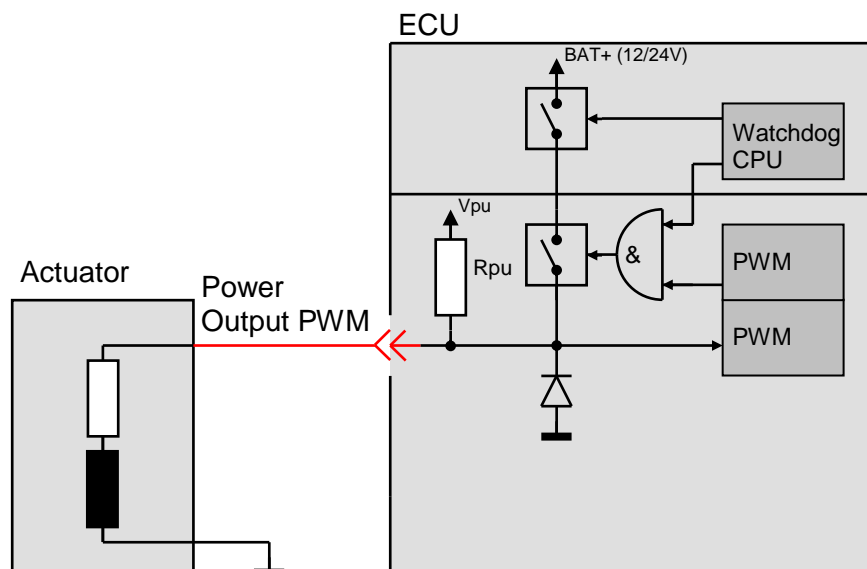 ECU
BAT+ (12/24V)
Watchdog
CPU
Vpu
Rpu
&
PWM
PWM
Actuator
Power
Output PWM